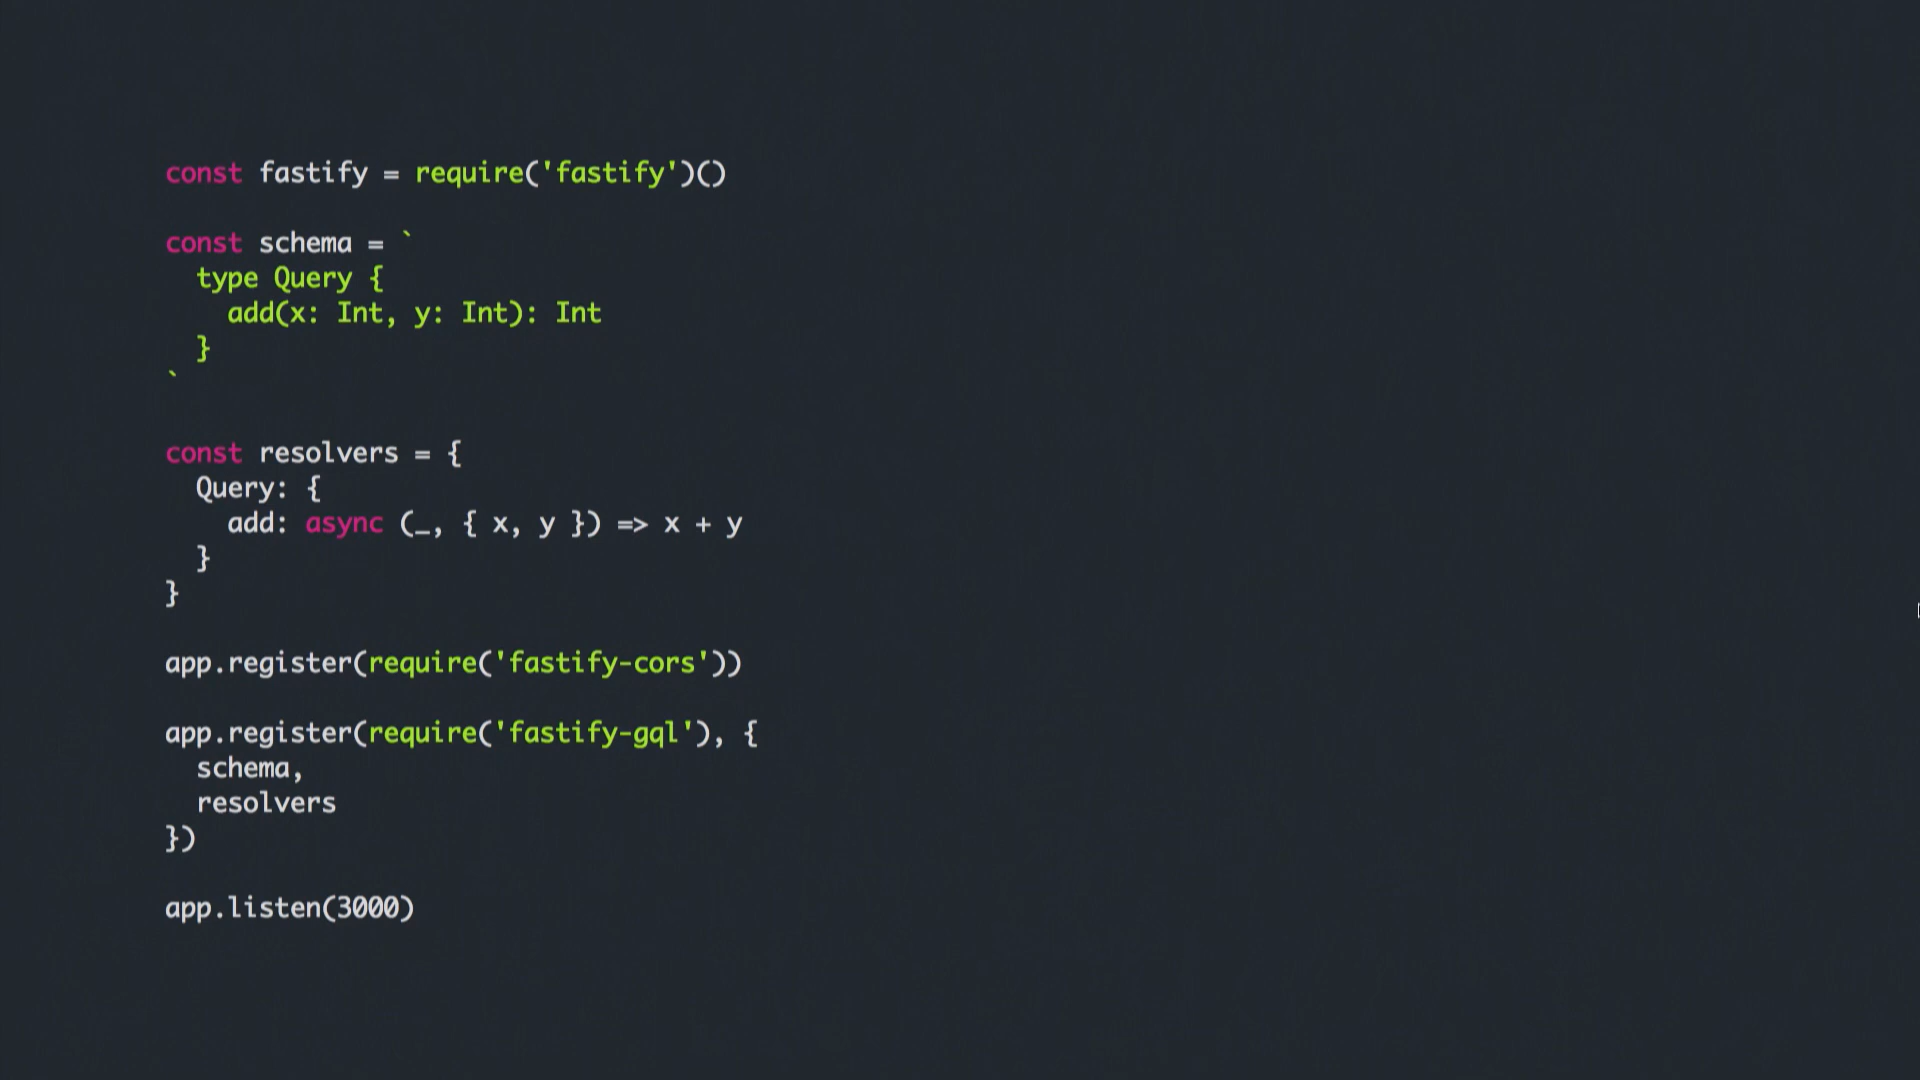 const fastify = require('fastify')()
const schema = `
type Query {
add(x: Int, y: Int): Int
}
`
const resolvers = {
Query: {
add: async (_, { x, y }) => x + y
}
}
app.register(require('fastify-cors'))
app.register(require('fastify-gql'), {
schema,
resolvers
})
app.listen(3000)